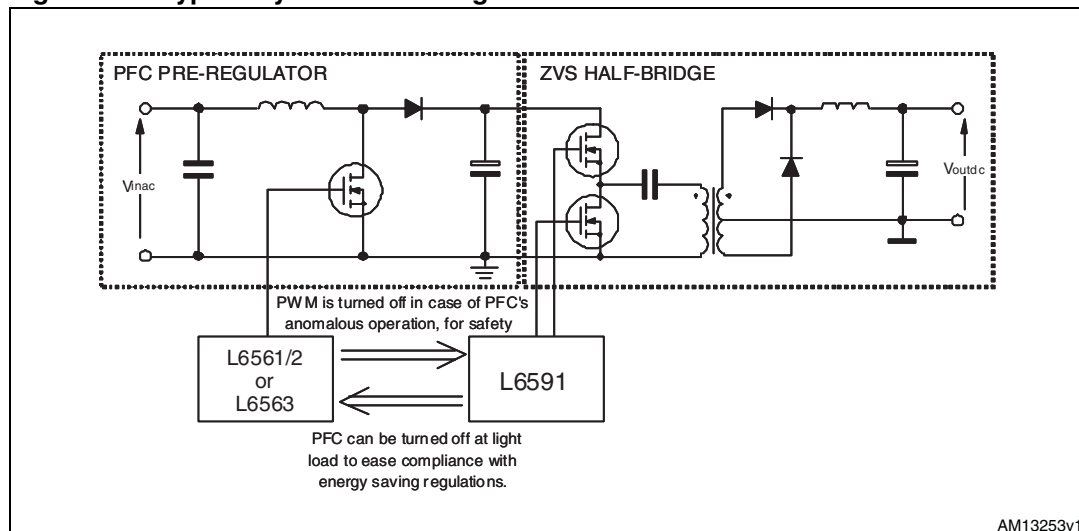 PFC PRE-REGULATOR
ZVS HALF-BRIDGE
Vinac
Voutdc
PWM is turned off in case of PFC's
anomalous operation, for safety
L6561/2
or
L6563
L6591
PFC can be turned off at light
load to ease compliance with
energy saving regulations.
AM13253v1